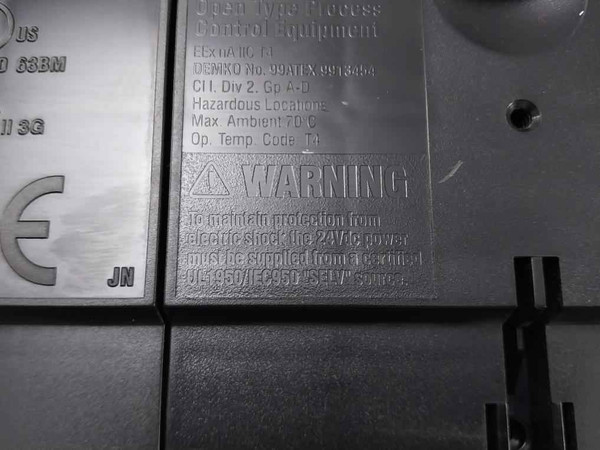 US
63BM
II 3G
CE
JN
Open Type Process
Control Equipment
EEx nA IIC T4
DEMKO No. 99ATEX 9913454
Cl I, Div 2, Gp A-D
Hazardous Locations
Max. Ambient 70°C
Op. Temp. Code T4
WARNING
To maintain protection from
electric shock the 24Vdc power
must be supplied from a certified
UL1950/IEC950 "SELV" source.